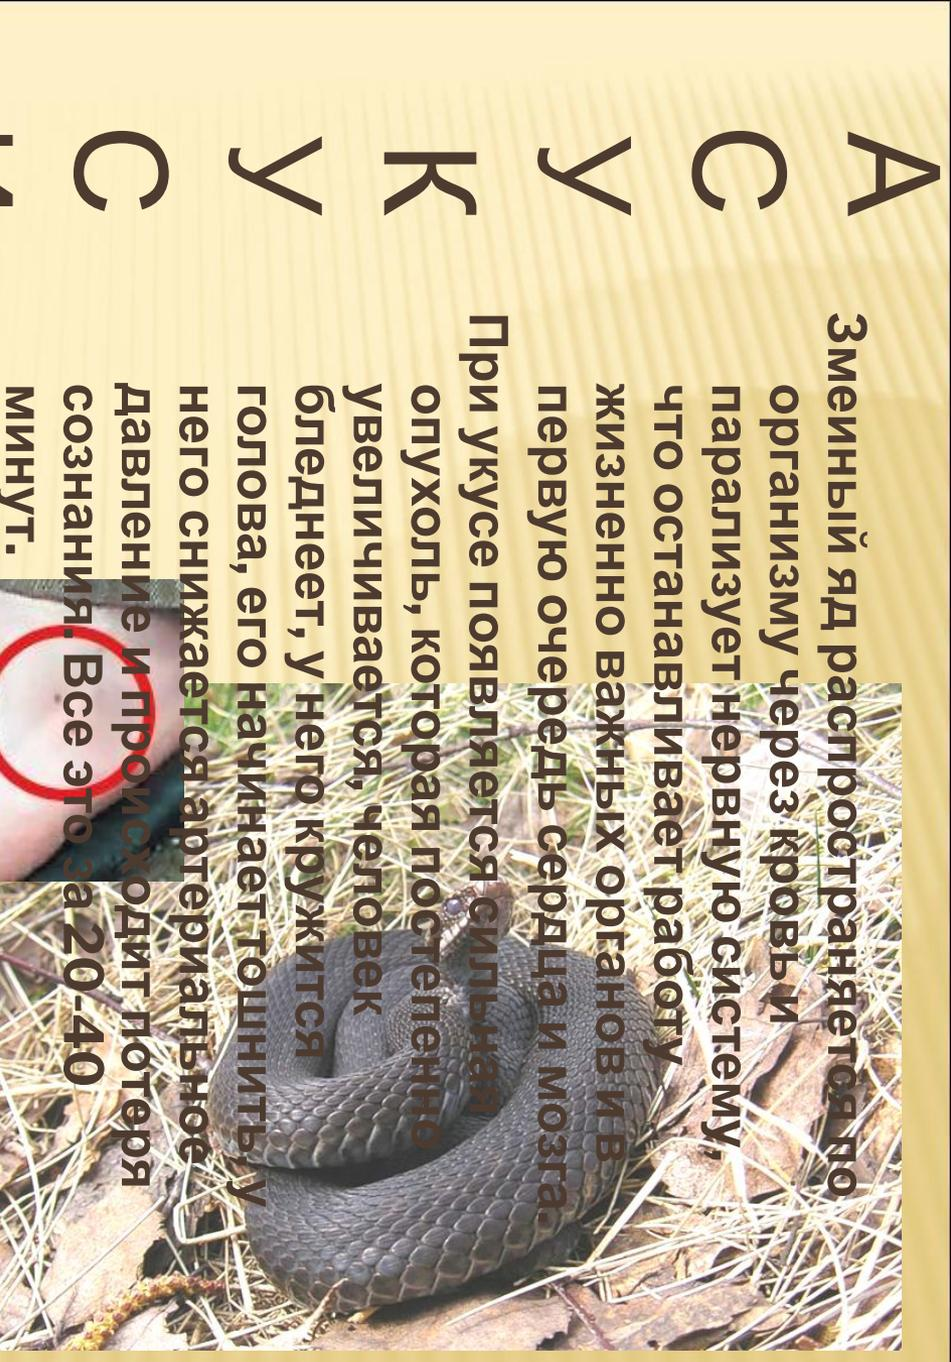 А
С
У
К
У
С
Змеиный яд распространяется по
организму через кровь и
парализует нервную систему,
что останавливает работу
жизненно важных органов и в
первую очередь сердца и мозга.
При укусе появляется сильная
опухоль, которая постепенно
увеличивается, человек
бледнеет, у него кружится
голова, его начинает тошнить, у
него снижается артериальное
давление и происходит потеря
сознания. Все это за 20-40
минут.